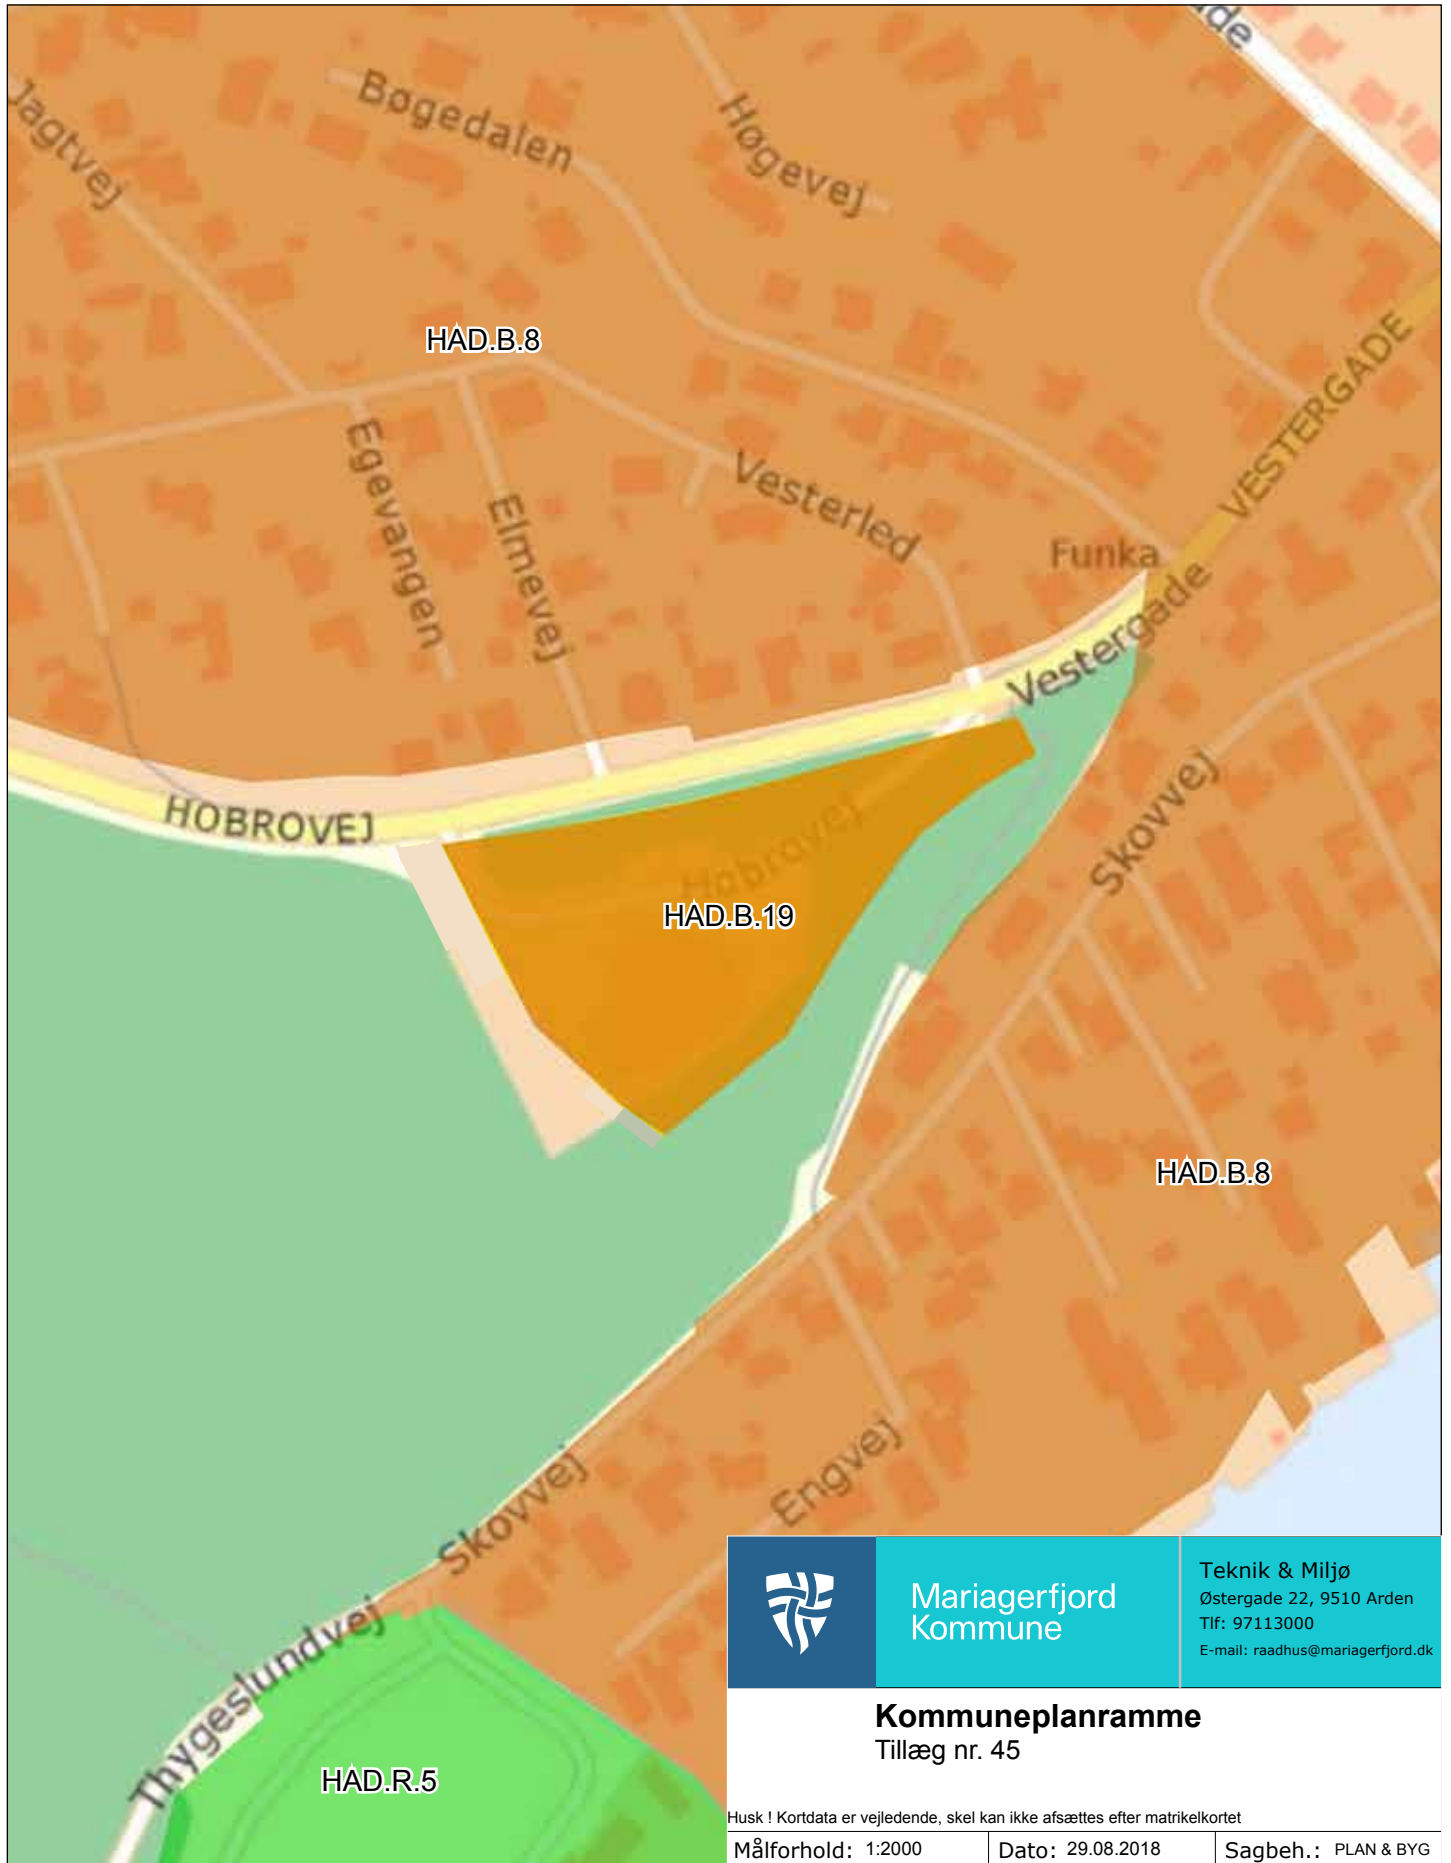 de
Bøgedalen
Høgevej
Jagtvej
HAD.B.8
VESTERGADE
Egevangen
Elmevej
Vesterled
Funka
Vestergade
HOBROVEJ
Skovvej
Hobrovej
HAD.B.19
HAD.B.8
Engvej
Skovvej
Thygeslundvej
HAD.R.5
Mariagerfjord
Kommune
Teknik & Miljø
Østergade 22, 9510 Arden
Tlf: 97113000
E-mail: raadhus@mariagerfjord.dk
Kommuneplanramme
Tillæg nr. 45
Husk ! Kortdata er vejledende, skel kan ikke afsættes efter matrikelkortet
Målforhold: 1:2000 Dato: 29.08.2018 Sagbeh.: PLAN & BYG